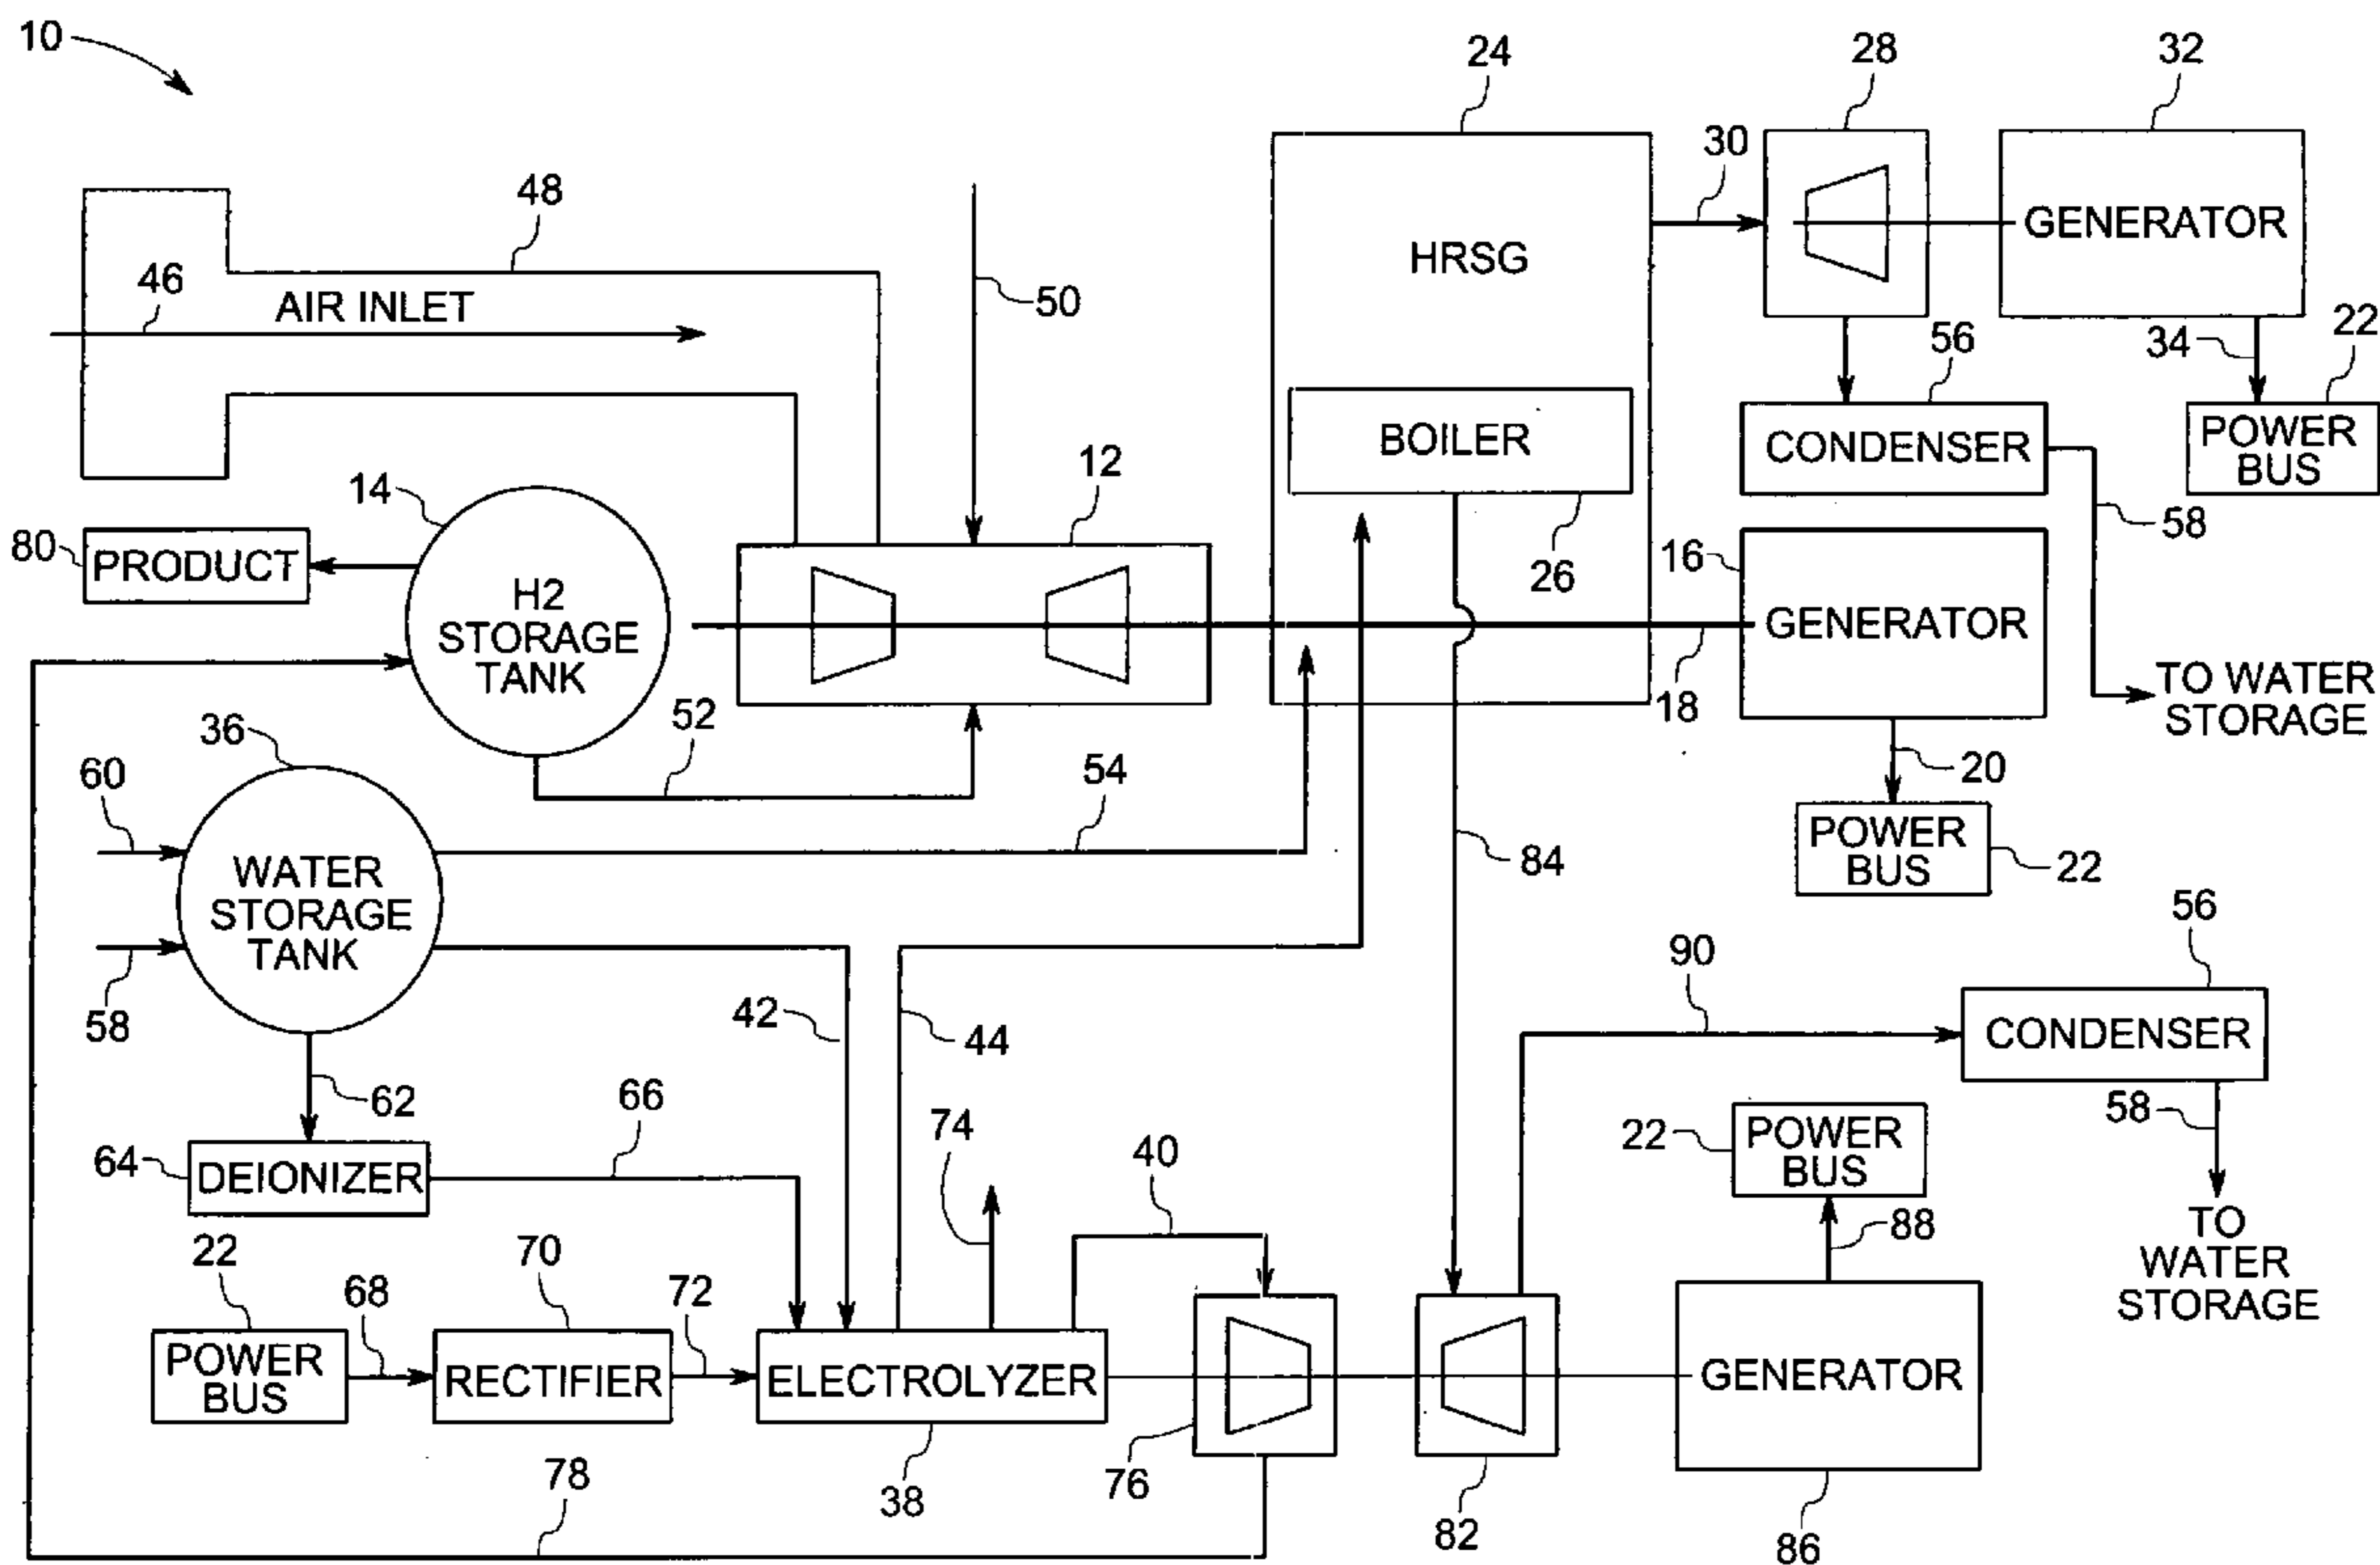 10
24
28
32
30
48
GENERATOR
HRSG
46
AIR INLET
50
34
22
56
BOILER
POWER
BUS
CONDENSER
12
14
58
80
PRODUCT
26
16
H2
STORAGE
TANK
GENERATOR
TO WATER
STORAGE
18
52
36
20
60
54
POWER
BUS
22
84
WATER
STORAGE
TANK
56
90
58
42
44
CONDENSER
62
66
58
74
22
POWER
BUS
40
64
DEIONIZER
88
TO
WATER
STORAGE
22
70
68
72
POWER
BUS
RECTIFIER
ELECTROLYZER
GENERATOR
78
76
38
82
86